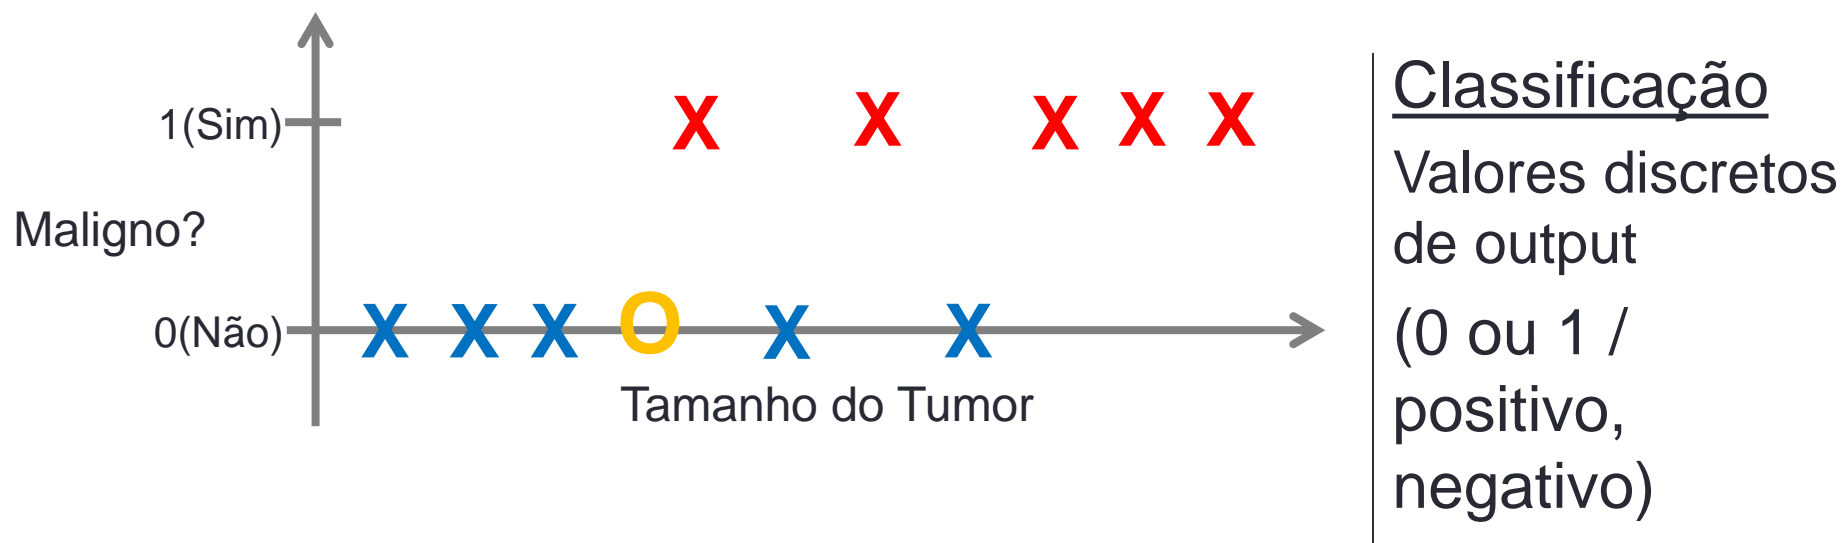 1(Sim)
X X X X X
Maligno?
0(Não)
X X X O X X
Tamanho do Tumor
Classificação
Valores discretos
de output
(0 ou 1 /
positivo,
negativo)